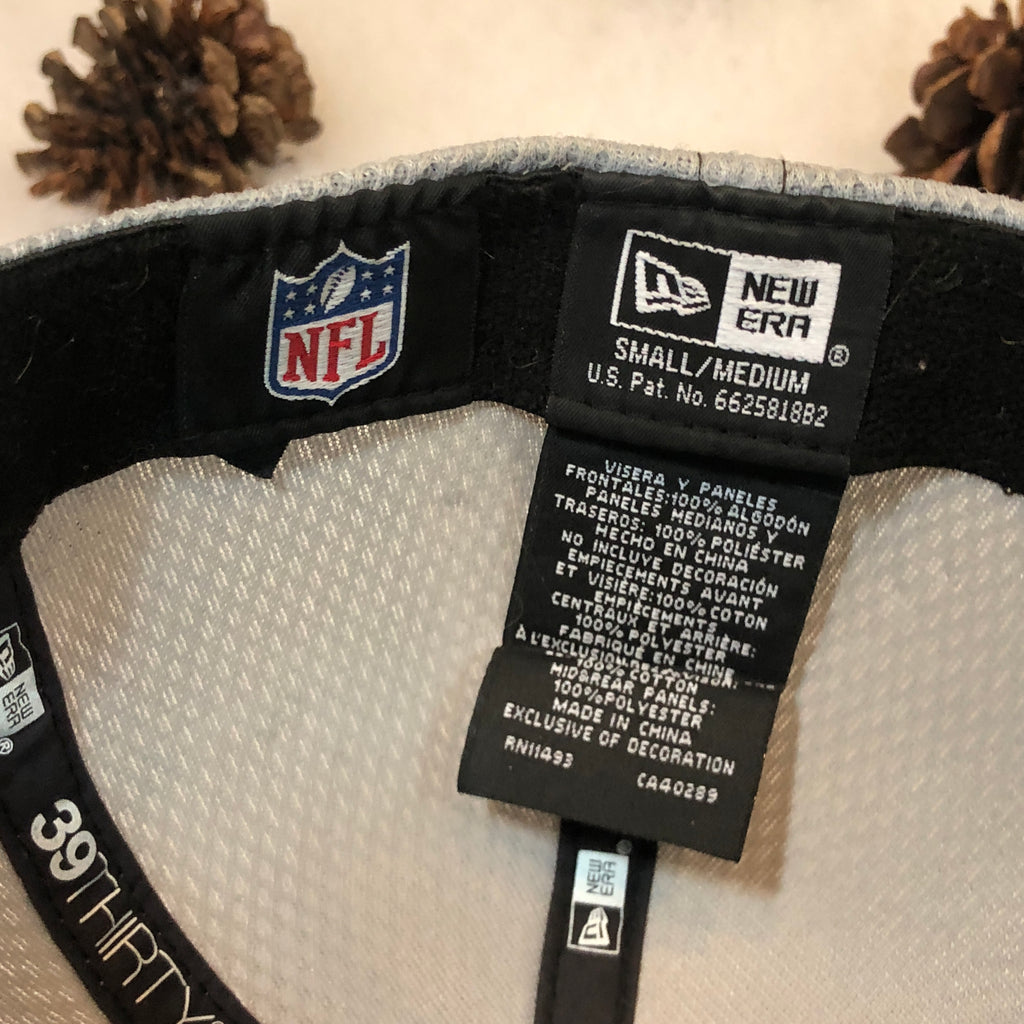 NFL
NEW
ERA
®
SMALL/MEDIUM
U.S. Pat. No. 6625818B2
VISERA Y PANELES
FRONTALES:100% ALGODÓN
PANELES MEDIANOS Y
TRASEROS: 100% POLIÉSTER
HECHO EN CHINA
NO INCLUYE DECORACIÓN
EMPIECEMENTS AVANT
ET VISIÈRE:100% COTON
EMPIÈCEMENTS
CENTRAUX ET ARRIÈRE:
100% POLYESTER
FABRIQUÉ EN CHINE
À L'EXCLUSION
100% COTTON
MID&REAR PANELS:
100%POLYESTER
MADE IN CHINA
EXCLUSIVE OF DECORATION
RN11493
CA40289
NEW
ERA
®
39THIRTY
NEW
ERA